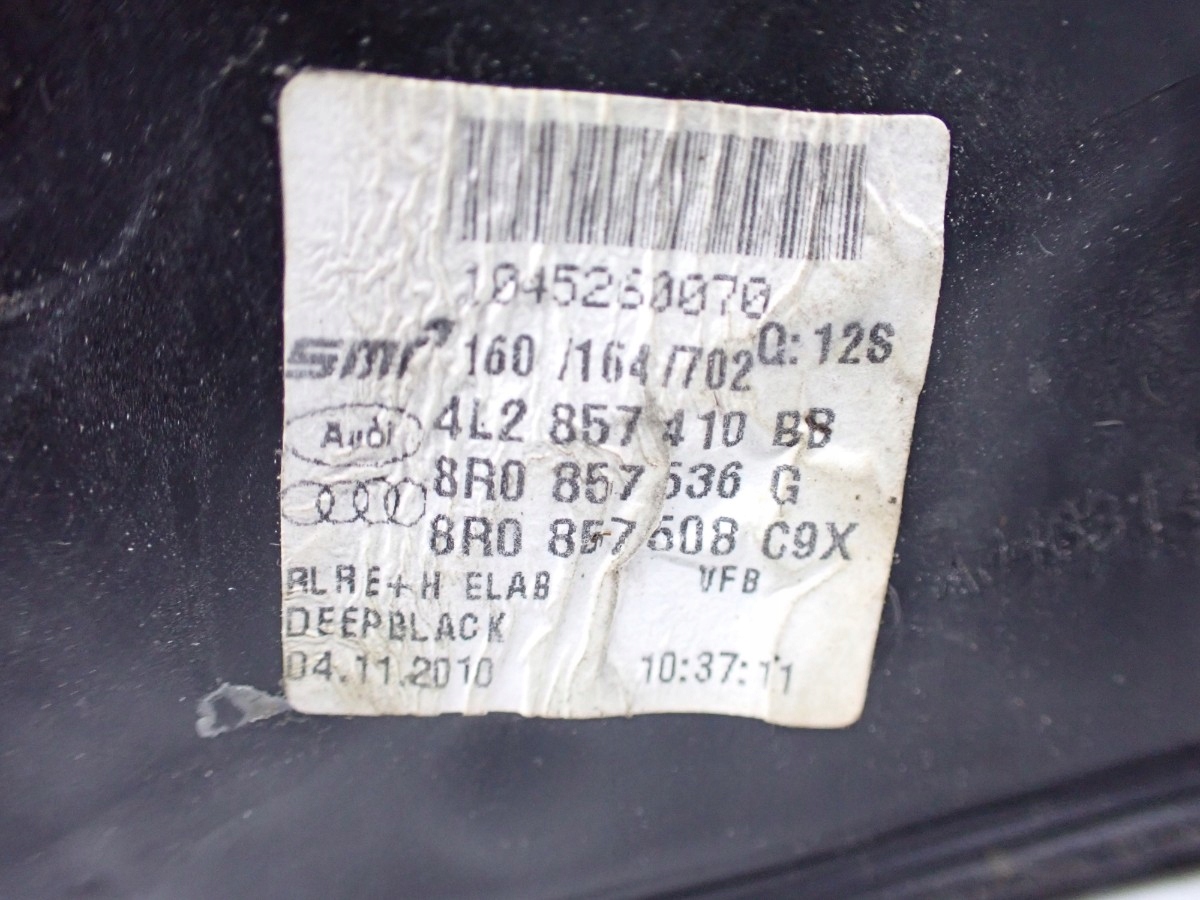 1045260070
smr 160 /164/702 Q: 12S
Audi 4L2 857 410 BB
8R0 857 536 G
8R0 857 508 C9X
RLRE+H ELAB VFB
DEEPBLACK
04.11.2010 10:37:11